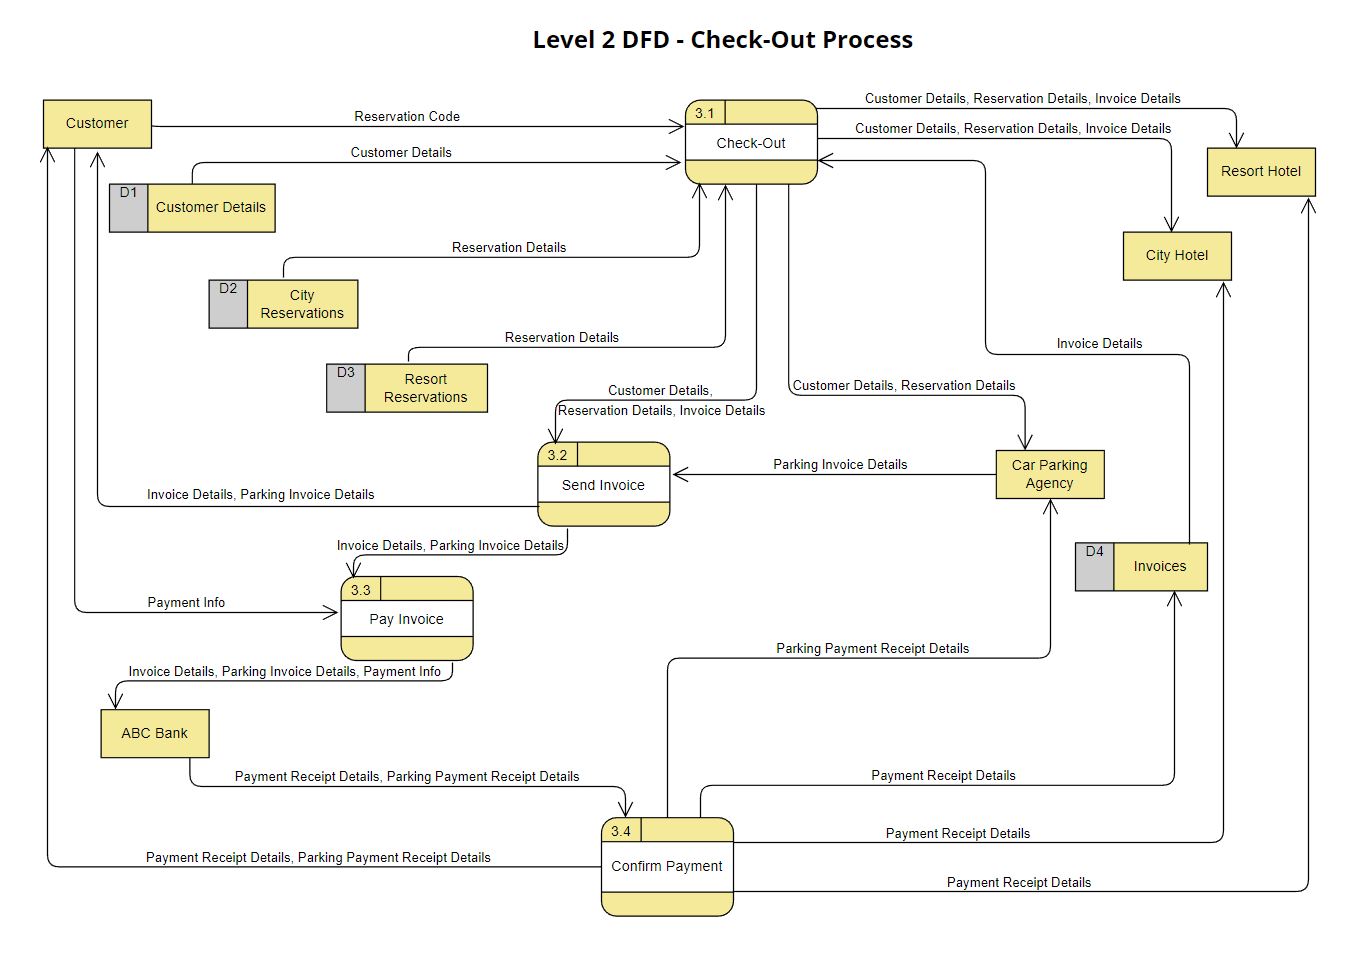 Level 2 DFD - Check-Out Process
Customer
Reservation Code
3.1
Check-Out
Customer Details, Reservation Details, Invoice Details
Customer Details, Reservation Details, Invoice Details
Resort Hotel
Customer Details
D1
Customer Details
City Hotel
Reservation Details
D2
City
Reservations
Reservation Details
Invoice Details
D3
Resort
Reservations
Customer Details,
Reservation Details, Invoice Details
Customer Details, Reservation Details
3.2
Send Invoice
Parking Invoice Details
Car Parking
Agency
Invoice Details, Parking Invoice Details
Invoice Details, Parking Invoice Details
D4
Invoices
3.3
Pay Invoice
Payment Info
Parking Payment Receipt Details
Invoice Details, Parking Invoice Details, Payment Info
ABC Bank
Payment Receipt Details, Parking Payment Receipt Details
Payment Receipt Details
3.4
Confirm Payment
Payment Receipt Details
Payment Receipt Details, Parking Payment Receipt Details
Payment Receipt Details